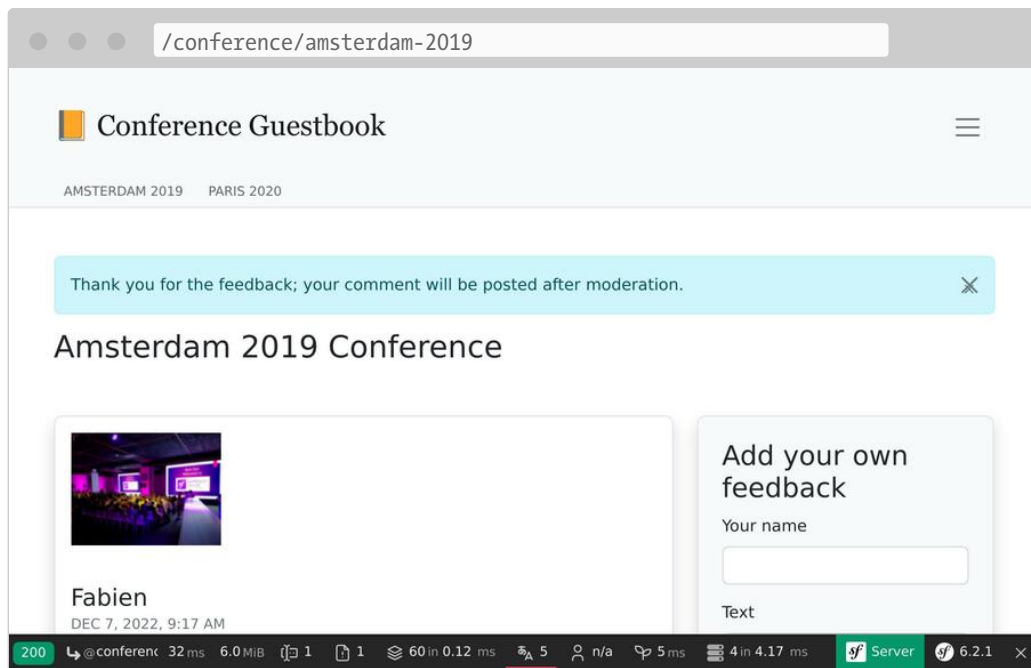 /conference/amsterdam-2019
Conference Guestbook
AMSTERDAM 2019 PARIS 2020
Thank you for the feedback; your comment will be posted after moderation.
Amsterdam 2019 Conference
Add your own
feedback
Your name
Fabien
DEC 7, 2022, 9:17 AM
Text
200 @conferenc 32 ms 6.0 MiB 1 1 60 in 0.12 ms 5 n/a 5 ms 4 in 4.17 ms Server 6.2.1